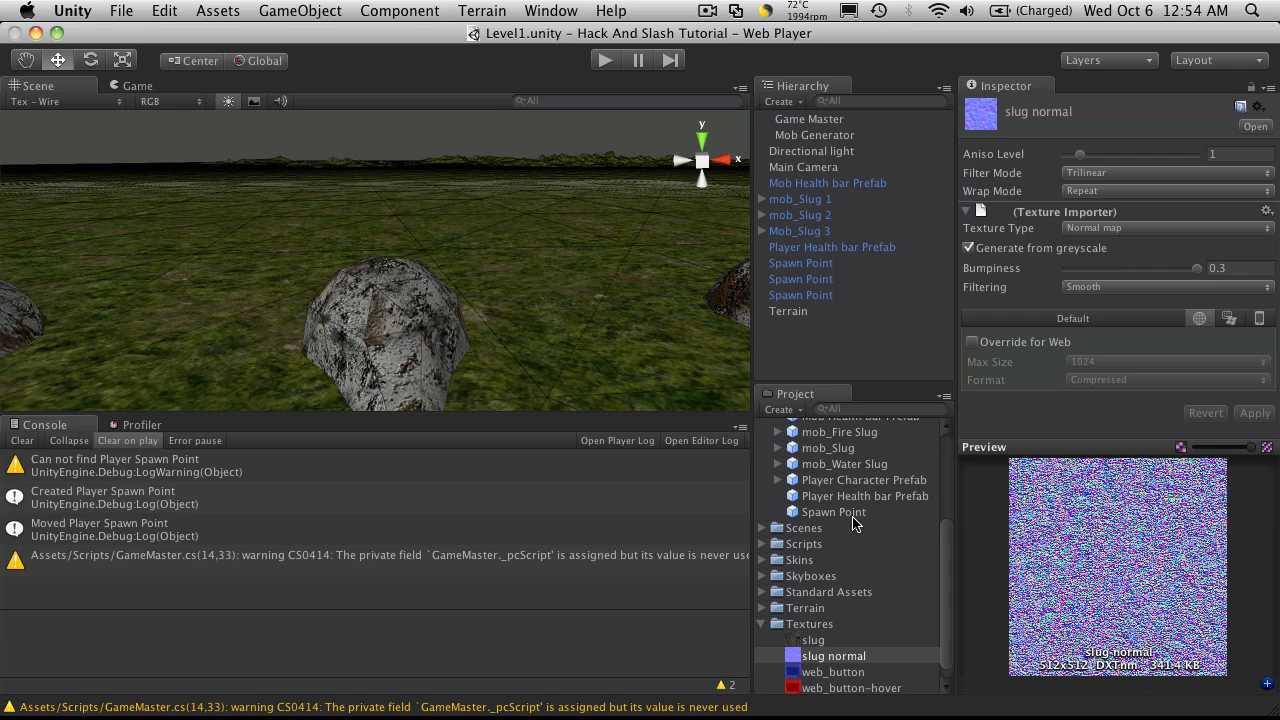 Unity File Edit Assets GameObject Component Terrain Window Help 72°C 1994rpm (Charged) Wed Oct 6 12:54 AM
Level1.unity - Hack And Slash Tutorial - Web Player
Center Global Layers Layout
Scene Game
Tex - Wire RGB All
y
x
Hierarchy
Create All
Game Master
Mob Generator
Directional light
Main Camera
Mob Health bar Prefab
mob_Slug 1
mob_Slug 2
Mob_Slug 3
Player Health bar Prefab
Spawn Point
Spawn Point
Spawn Point
Terrain
Inspector
slug normal
Open
Aniso Level 1
Filter Mode Trilinear
Wrap Mode Repeat
(Texture Importer)
Texture Type Normal map
Generate from greyscale
Bumpiness 0.3
Filtering Smooth
Default
Override for Web
Max Size 1024
Format Compressed
Revert Apply
Preview
slug normal
512x512 DXTnm 341.4 KB
Console Profiler
Clear Collapse Clear on play Error pause Open Player Log Open Editor Log
Can not find Player Spawn Point
UnityEngine.Debug:LogWarning(Object)
Created Player Spawn Point
UnityEngine.Debug:Log(Object)
Moved Player Spawn Point
UnityEngine.Debug:Log(Object)
Assets/Scripts/GameMaster.cs(14,33): warning CS0414: The private field `GameMaster._pcScript' is assigned but its value is never use
2
Project
Create All
Mob Health bar Prefab
mob_Fire Slug
mob_Slug
mob_Water Slug
Player Character Prefab
Player Health bar Prefab
Spawn Point
Scenes
Scripts
Skins
Skyboxes
Standard Assets
Terrain
Textures
slug
slug normal
web_button
web_button-hover
Assets/Scripts/GameMaster.cs(14,33): warning CS0414: The private field `GameMaster._pcScript' is assigned but its value is never used